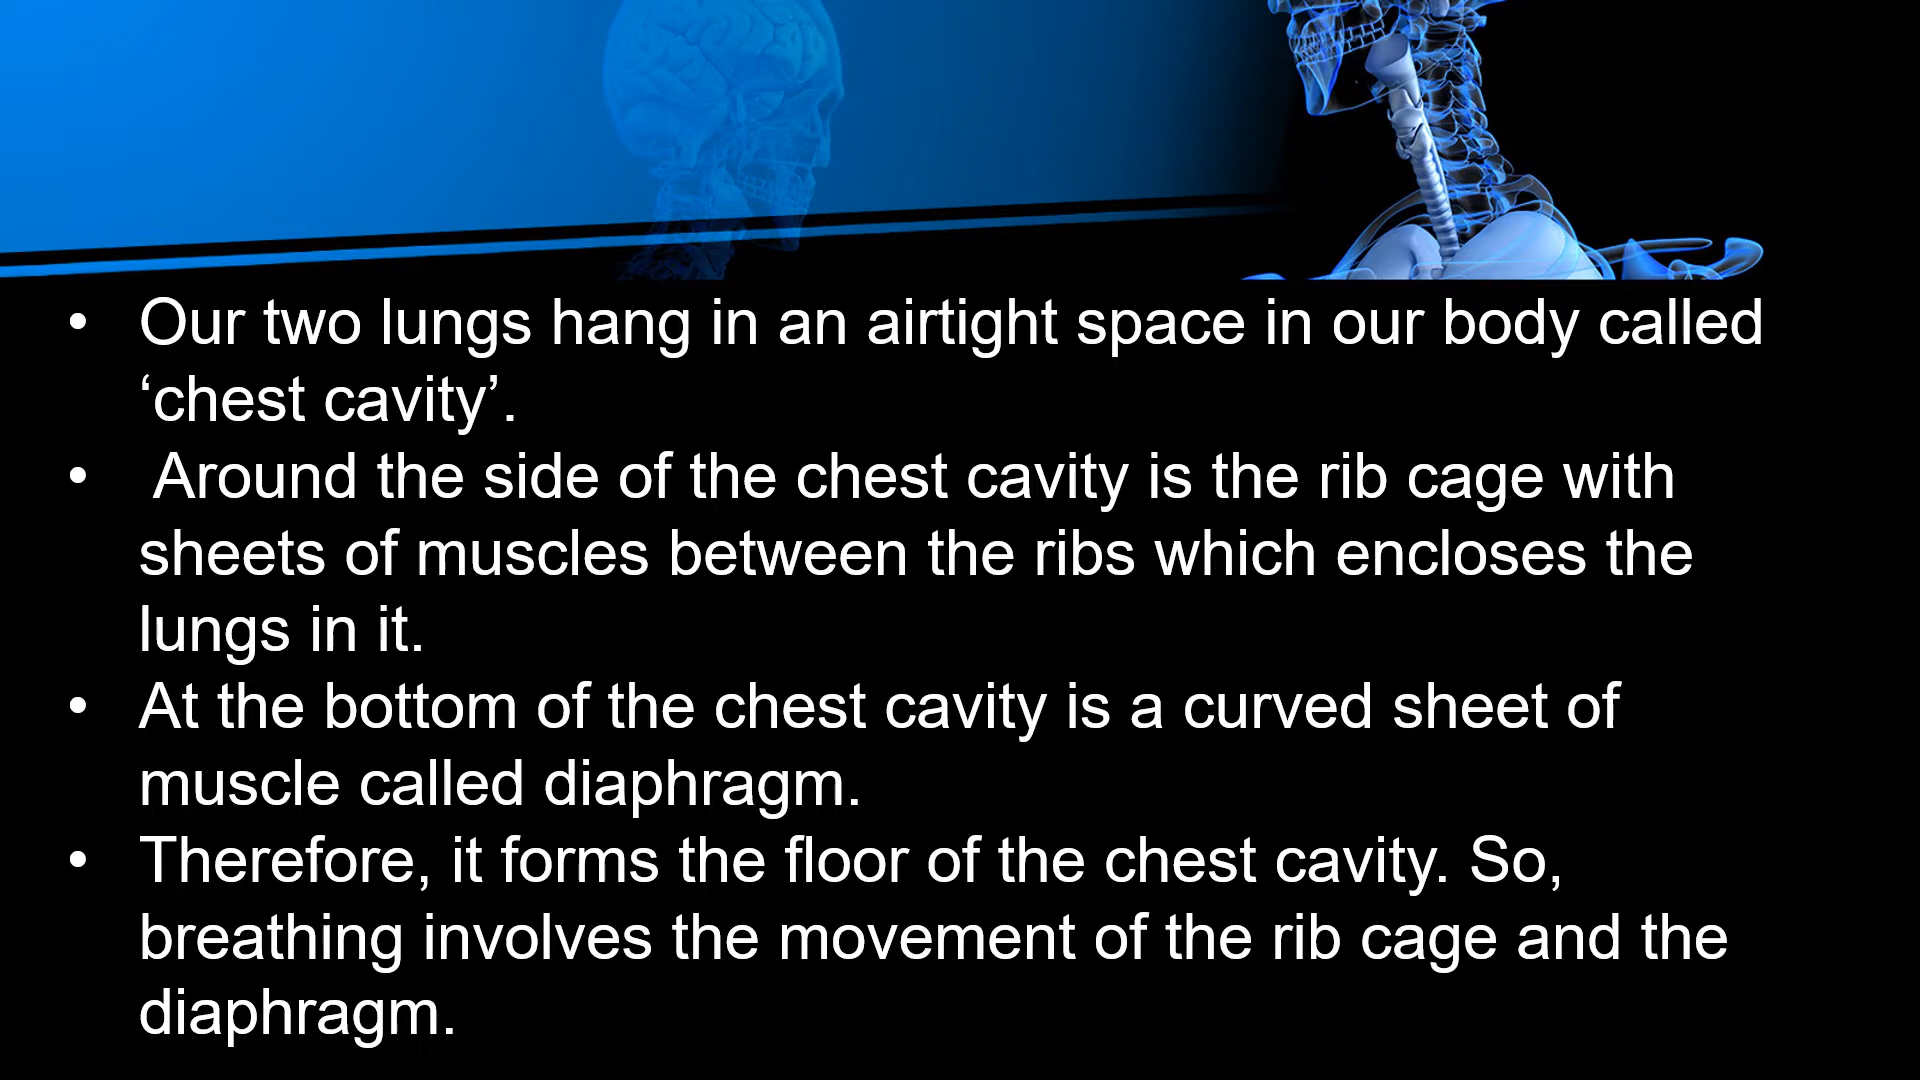 • Our two lungs hang in an airtight space in our body called
‘chest cavity’.
• Around the side of the chest cavity is the rib cage with
sheets of muscles between the ribs which encloses the
lungs in it.
• At the bottom of the chest cavity is a curved sheet of
muscle called diaphragm.
• Therefore, it forms the floor of the chest cavity. So,
breathing involves the movement of the rib cage and the
diaphragm.